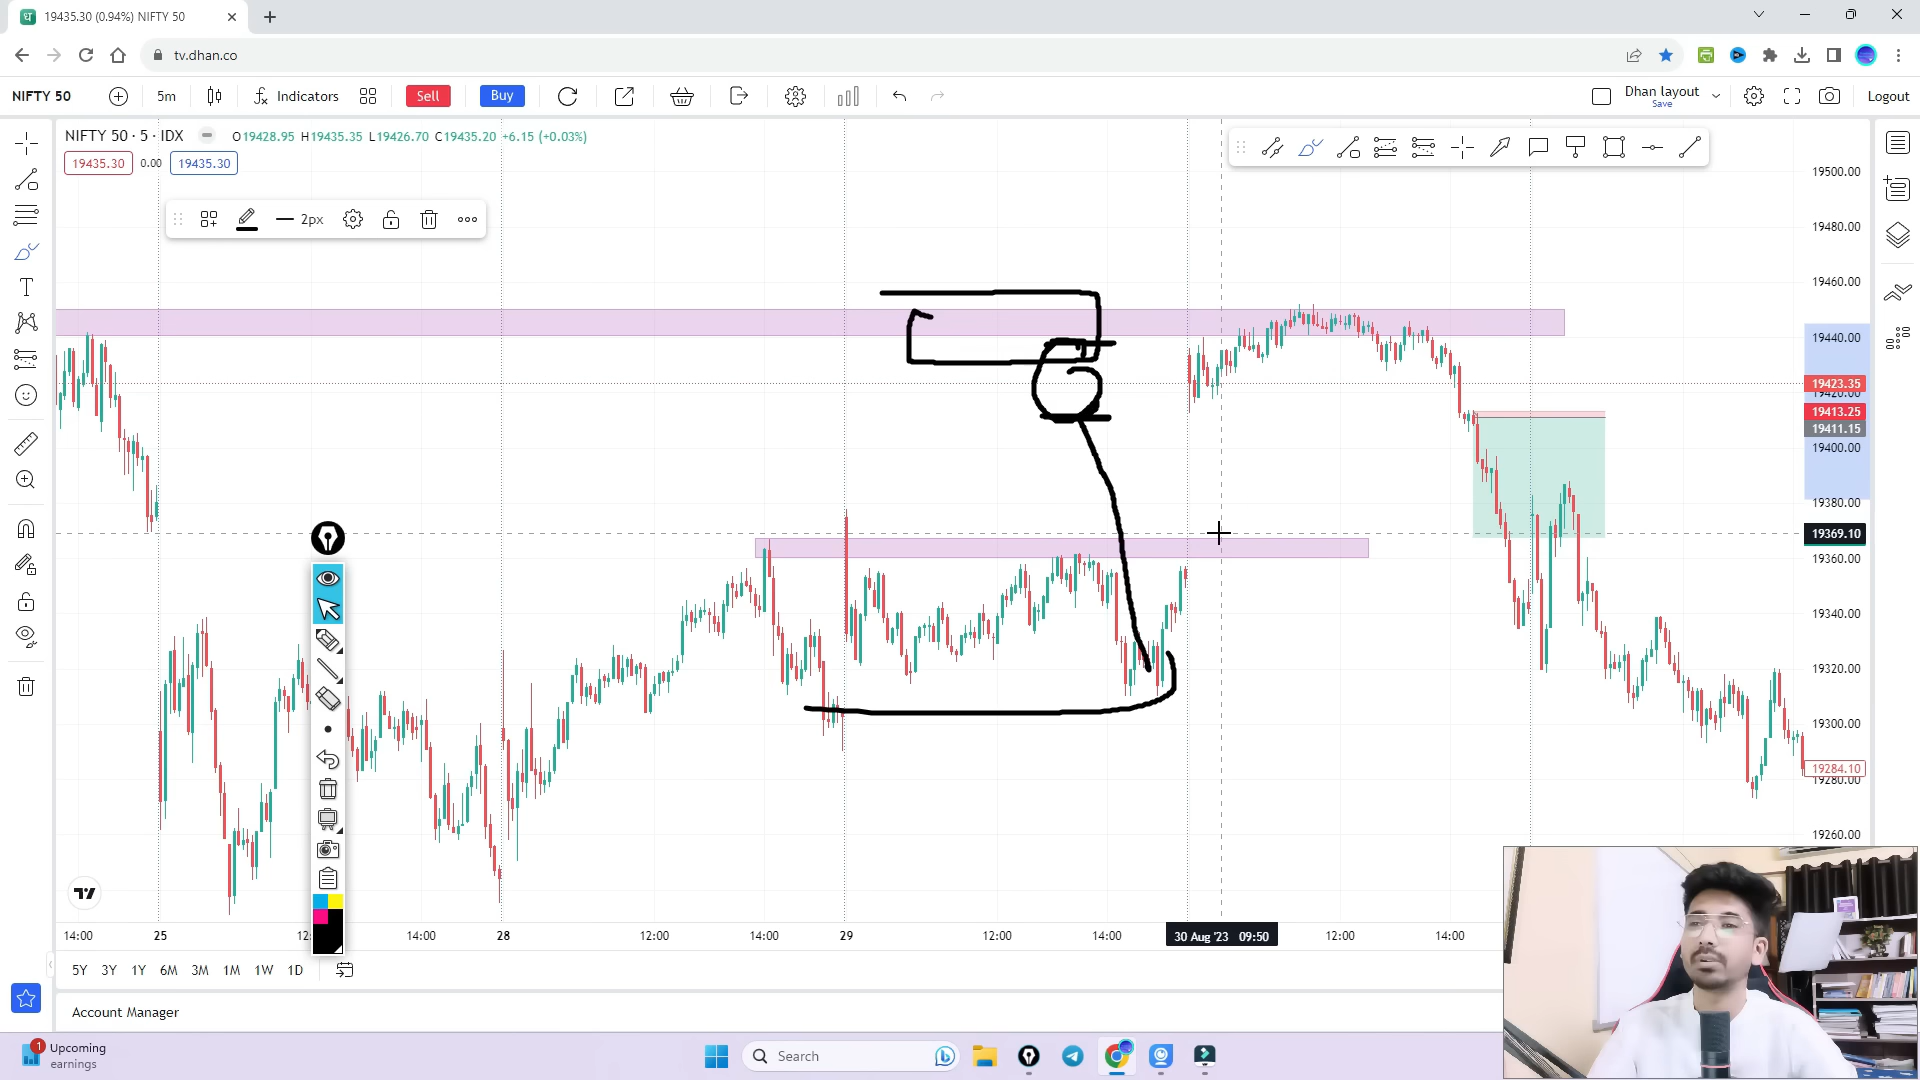 19435.30 (0.94%) NIFTY 50
tv.dhan.co
NIFTY 50
5m
Indicators
Sell
Buy
Dhan layout
Save
Logout
NIFTY 50 · 5 · IDX
O19428.95 H19435.35 L19426.70 C19435.20 +6.15 (+0.03%)
19435.30
0.00
19435.30
2px
19500.00
19480.00
19460.00
19440.00
19423.35
19420.00
19413.25
19411.15
19400.00
19380.00
19369.10
19360.00
19340.00
19320.00
19300.00
19284.10
19280.00
19260.00
14:00
25
14:00
28
12:00
14:00
29
12:00
14:00
30 Aug '23 09:50
12:00
14:00
5Y
3Y
1Y
6M
3M
1M
1W
1D
Account Manager
1
Upcoming
earnings
Search